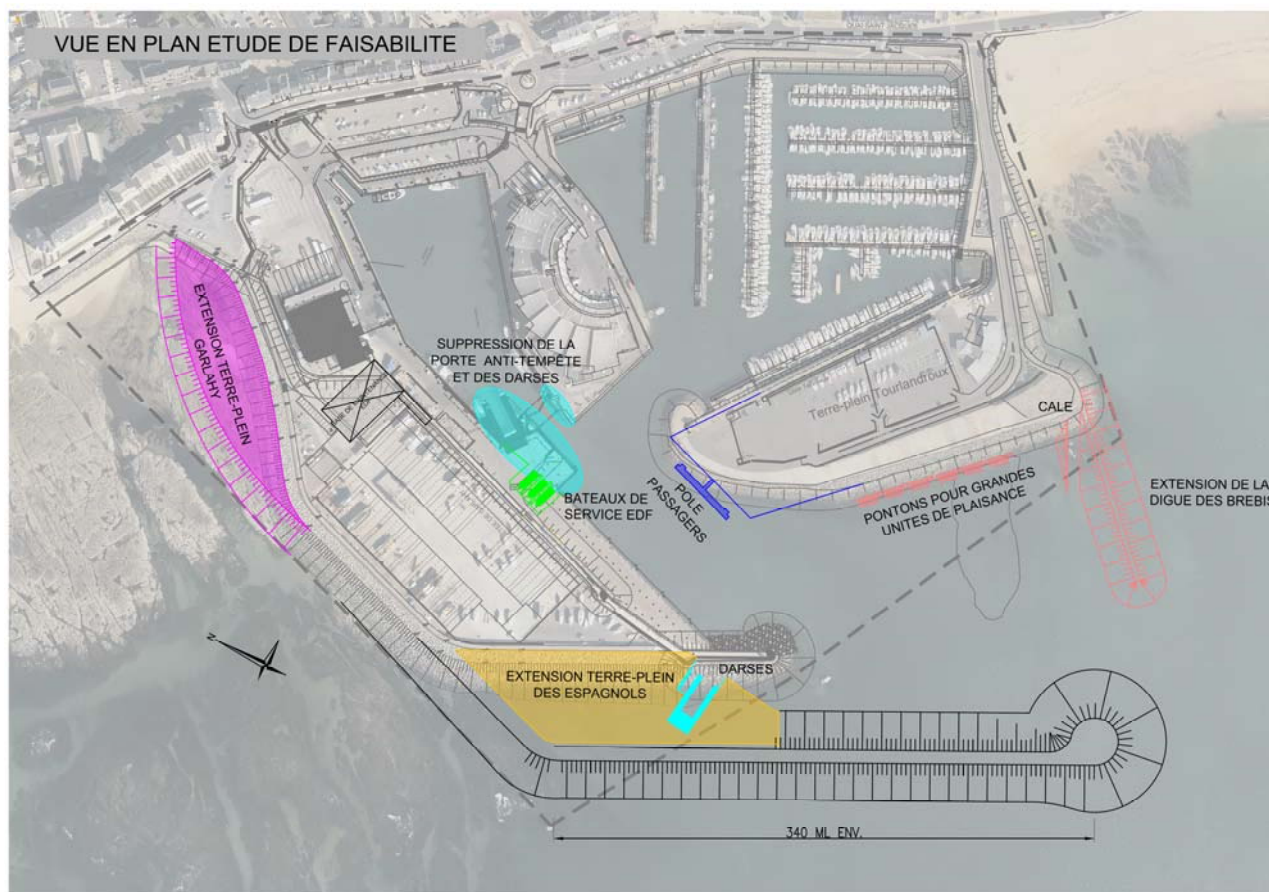 VUE EN PLAN ETUDE DE FAISABILITE
EXTENSION TERRE-PLEIN
GARLAHY
SUPPRESSION DE LA
PORTE ANTI-TEMPÊTE
ET DES DARSES
BATEAUX DE
SERVICE EDF
Terre-plein Tourlandroux
CALE
POLE
PASSAGERS
PONTONS POUR GRANDES
UNITES DE PLAISANCE
EXTENSION DE LA
DIGUE DES BREBIS
N
EXTENSION TERRE-PLEIN
DES ESPAGNOLS
DARSES
340 ML ENV.